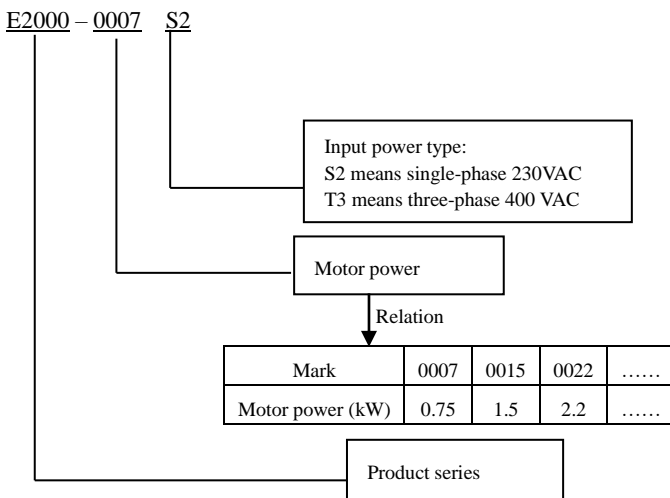 E2000 – 0007 S2
Input power type:
S2 means single-phase 230VAC
T3 means three-phase 400 VAC
Motor power
Relation
Mark 0007 0015 0022 ……
Motor power (kW) 0.75 1.5 2.2 ……
Product series